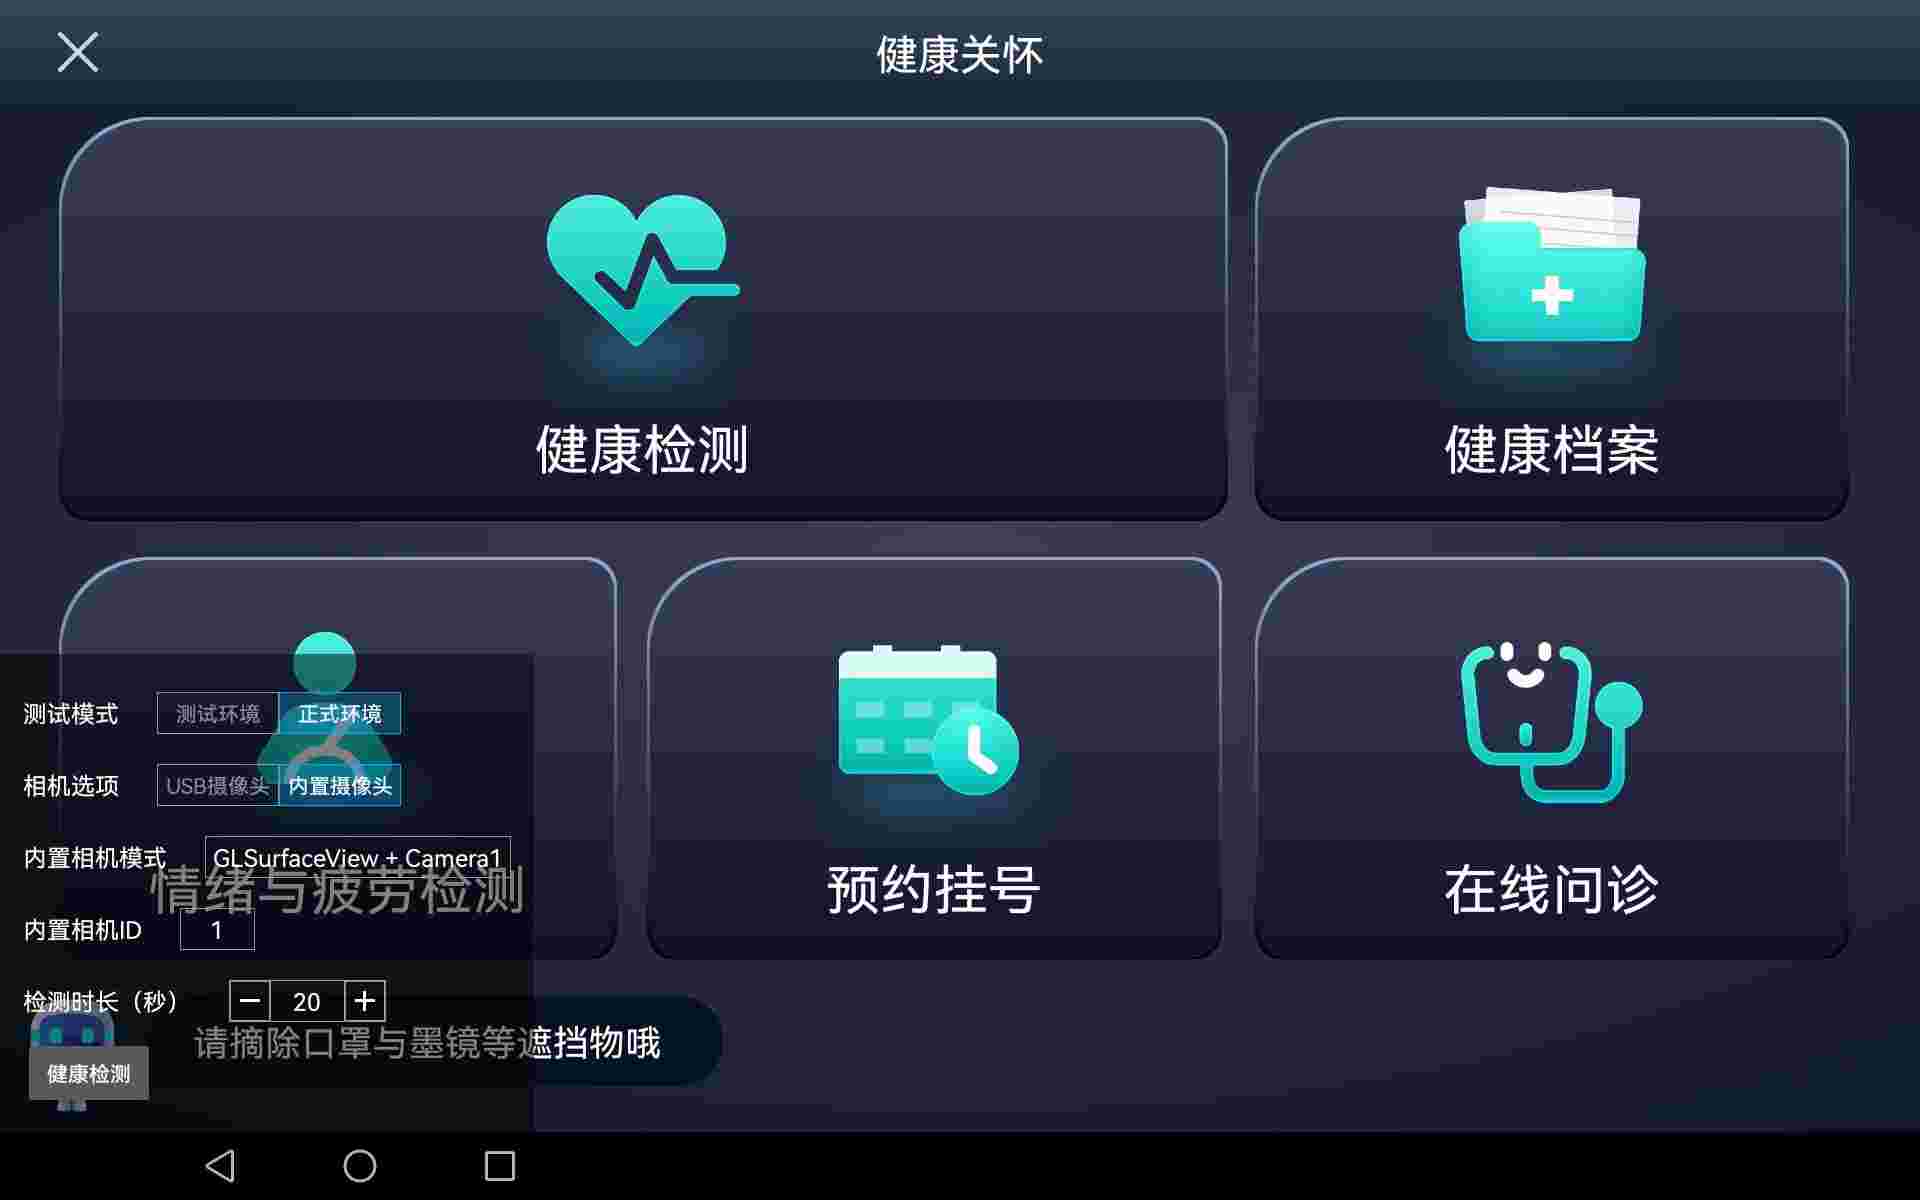 健康关怀
健康检测
健康档案
测试模式 测试环境 正式环境
相机选项 USB摄像头 内置摄像头
内置相机模式 GLSurfaceView + Camera1
情绪与疲劳检测
预约挂号
在线问诊
内置相机ID 1
检测时长（秒） − 20 +
请摘除口罩与墨镜等遮挡物哦
健康检测